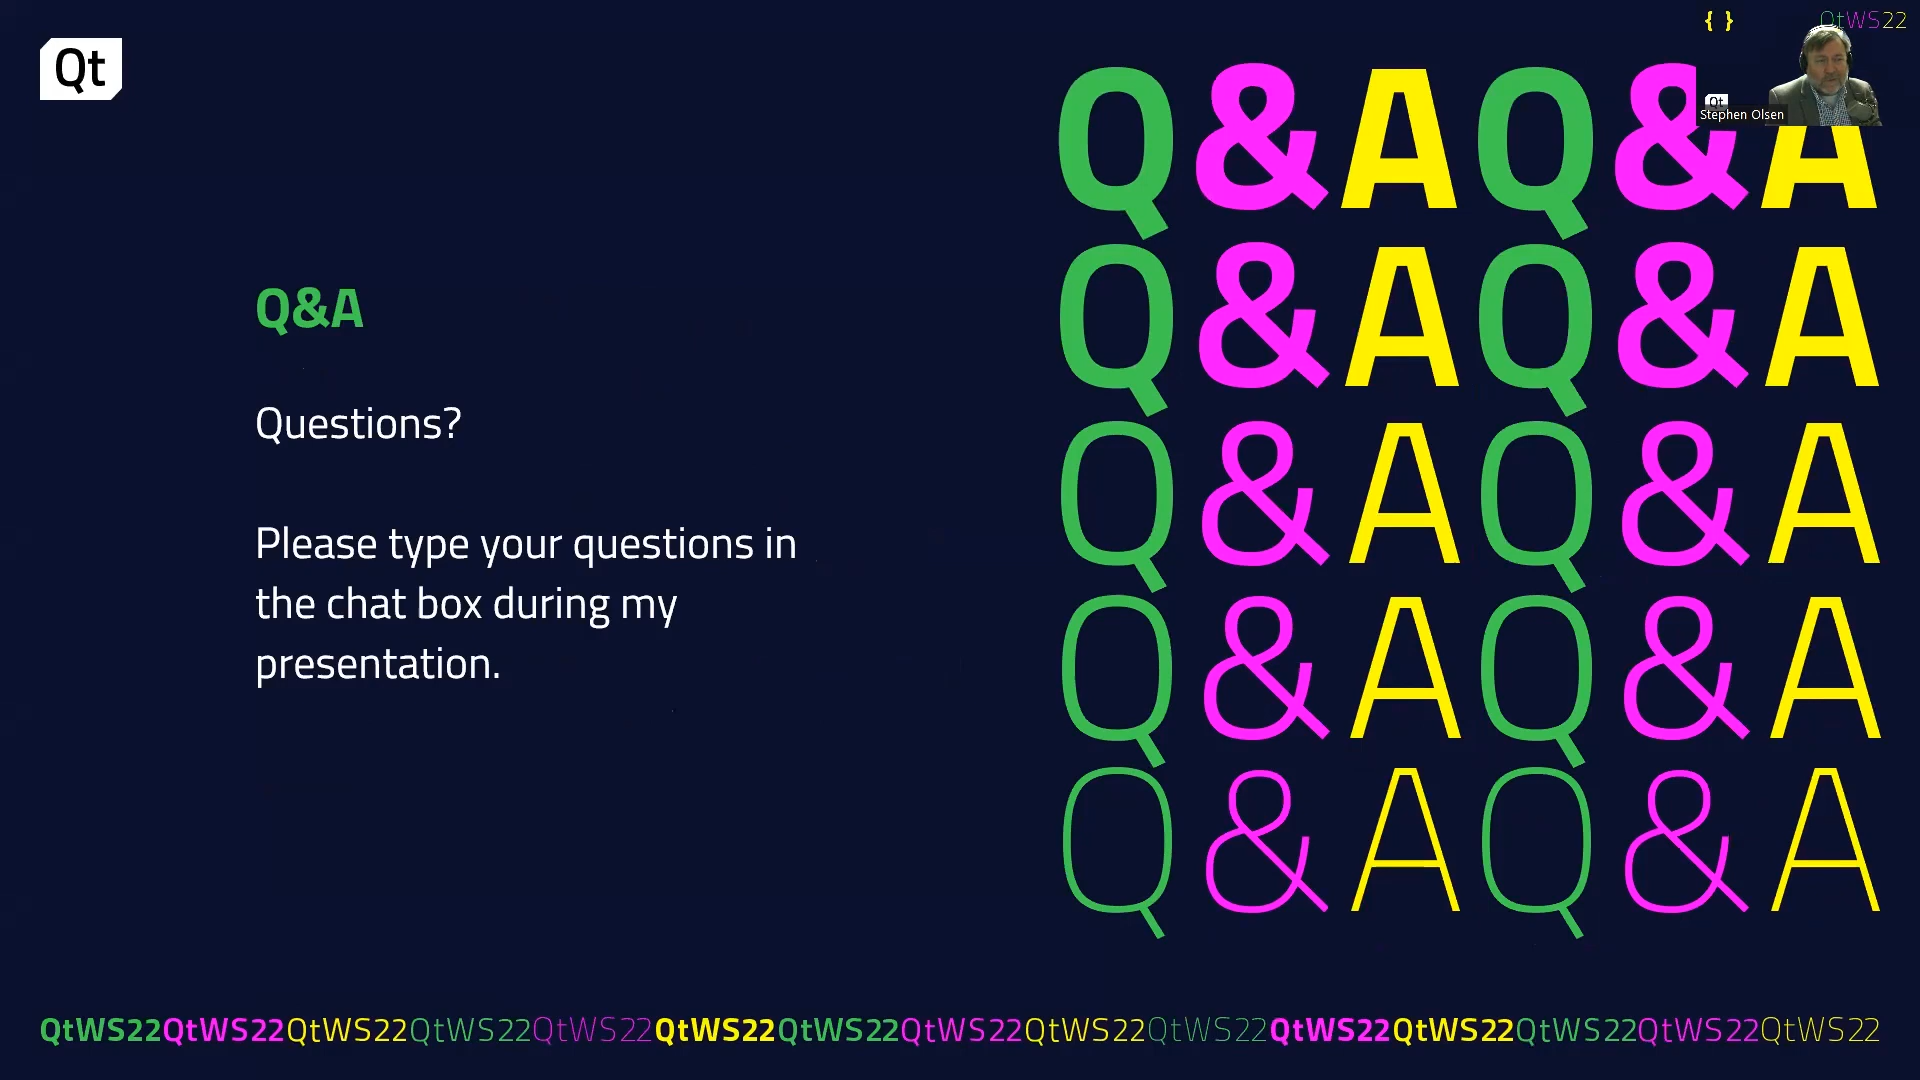 { } QtWS22
Qt
Qt
Stephen Olsen
Q&AQ&A
Q&AQ&A
Q&AQ&A
Q&AQ&A
Q&AQ&A
Q&A
Questions?
Please type your questions in
the chat box during my
presentation.
QtWS22QtWS22QtWS22QtWS22QtWS22QtWS22QtWS22QtWS22QtWS22QtWS22QtWS22QtWS22QtWS22QtWS22QtWS22